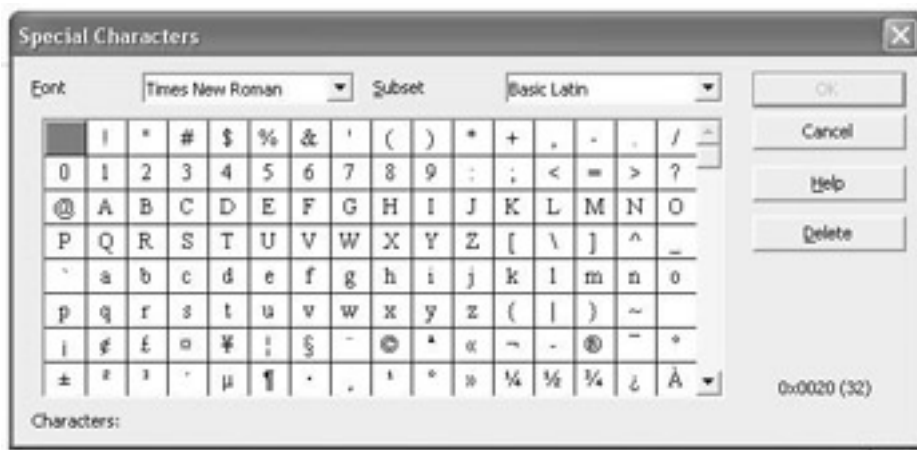 Special Characters
Font Times New Roman Subset Basic Latin OK
! " # $ % & ' ( ) * + , - . / Cancel
0 1 2 3 4 5 6 7 8 9 : ; < = > ? Help
@ A B C D E F G H I J K L M N O
P Q R S T U V W X Y Z [ \ ] ^ _ Delete
` a b c d e f g h i j k l m n o
p q r s t u v w x y z { | } ~
¡ ¢ £ ¤ ¥ ¦ § ¨ © ª « ¬ - ® ¯ °
± ² ³ ´ µ ¶ · ¸ ¹ º » ¼ ½ ¾ ¿ À 0x0020 (32)
Characters: